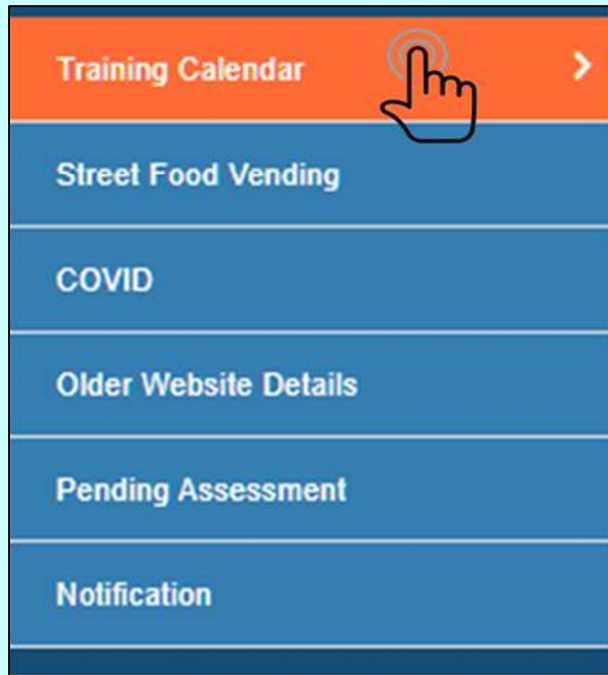 Training Calendar
Street Food Vending
COVID
Older Website Details
Pending Assessment
Notification